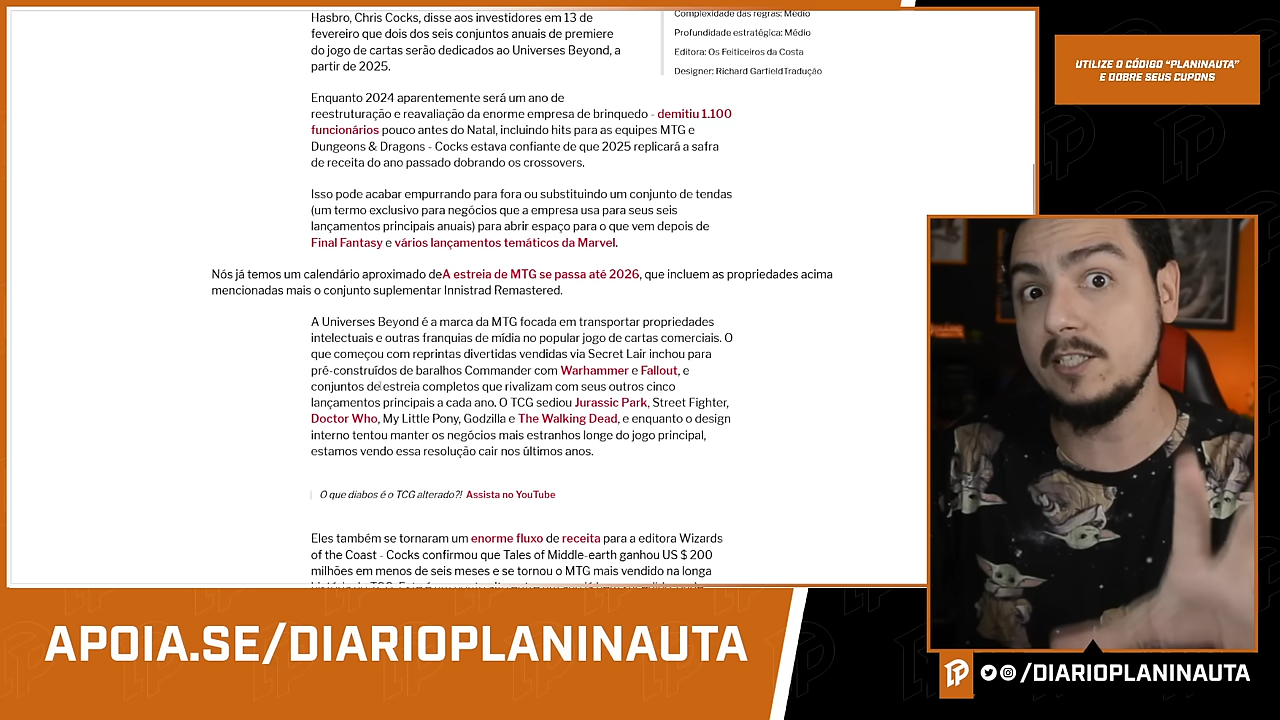 Hasbro, Chris Cocks, disse aos investidores em 13 de
fevereiro que dois dos seis conjuntos anuais de premiere
do jogo de cartas serão dedicados ao Universes Beyond, a
partir de 2025.
Complexidade das regras: Médio
Profundidade estratégica: Médio
Editora: Os Feiticeiros da Costa
Designer: Richard GarfieldTradução
Enquanto 2024 aparentemente será um ano de
reestruturação e reavaliação da enorme empresa de brinquedo - demitiu 1.100
funcionários pouco antes do Natal, incluindo hits para as equipes MTG e
Dungeons & Dragons - Cocks estava confiante de que 2025 replicará a safra
de receita do ano passado dobrando os crossovers.
Isso pode acabar empurrando para fora ou substituindo um conjunto de tendas
(um termo exclusivo para negócios que a empresa usa para seus seis
lançamentos principais anuais) para abrir espaço para o que vem depois de
Final Fantasy e vários lançamentos temáticos da Marvel.
Nós já temos um calendário aproximado deA estreia de MTG se passa até 2026, que incluem as propriedades acima
mencionadas mais o conjunto suplementar Innistrad Remastered.
A Universes Beyond é a marca da MTG focada em transportar propriedades
intelectuais e outras franquias de mídia no popular jogo de cartas comerciais. O
que começou com reprintas divertidas vendidas via Secret Lair inchou para
pré-construídos de baralhos Commander com Warhammer e Fallout, e
conjuntos de estreia completos que rivalizam com seus outros cinco
lançamentos principais a cada ano. O TCG sediou Jurassic Park, Street Fighter,
Doctor Who, My Little Pony, Godzilla e The Walking Dead, e enquanto o design
interno tentou manter os negócios mais estranhos longe do jogo principal,
estamos vendo essa resolução cair nos últimos anos.
O que diabos é o TCG alterado?! Assista no YouTube
Eles também se tornaram um enorme fluxo de receita para a editora Wizards
of the Coast - Cocks confirmou que Tales of Middle-earth ganhou US $ 200
milhões em menos de seis meses e se tornou o MTG mais vendido na longa
UTILIZE O CÓDIGO "PLANINAUTA"
E DOBRE SEUS CUPONS
APOIA.SE/DIARIOPLANINAUTA
/DIARIOPLANINAUTA